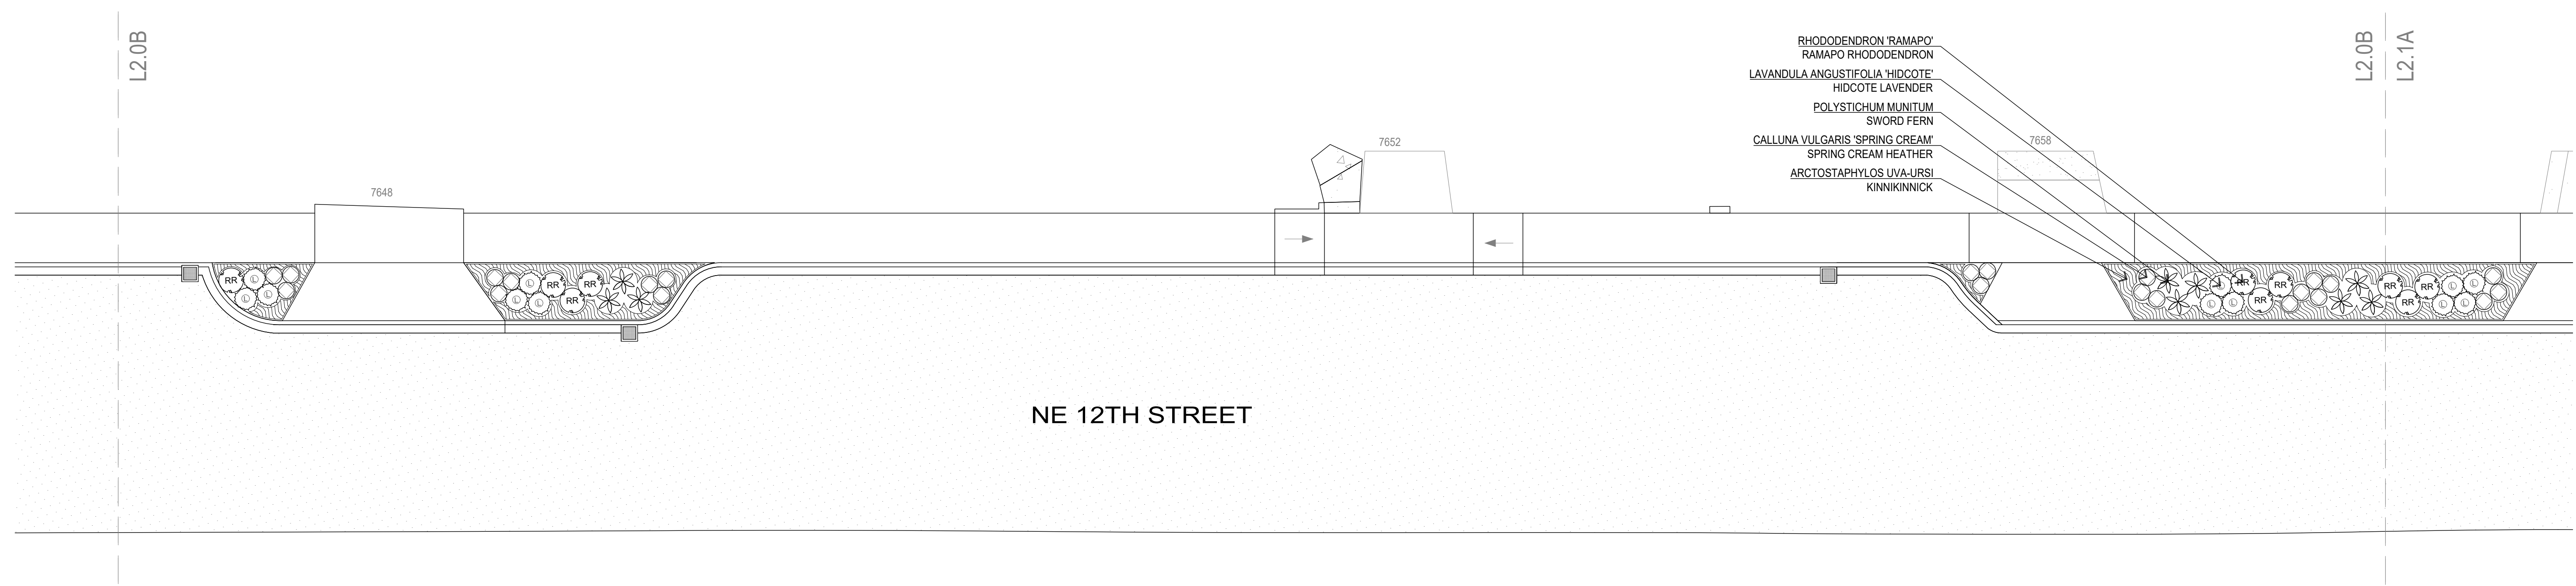 L2.0B
L2.0B
L2.1A
RHODODENDRON 'RAMAPO'
RAMAPO RHODODENDRON
LAVANDULA ANGUSTIFOLIA 'HIDCOTE'
HIDCOTE LAVENDER
POLYSTICHUM MUNITUM
SWORD FERN
CALLUNA VULGARIS 'SPRING CREAM'
SPRING CREAM HEATHER
ARCTOSTAPHYLOS UVA-URSI
KINNIKINNICK
7648
7652
7658
RR
L
L
L
L
L
L
L
RR
RR
RR
L
L
L
RR
RR
RR
RR
RR
RR
L
L
L
L
NE 12TH STREET